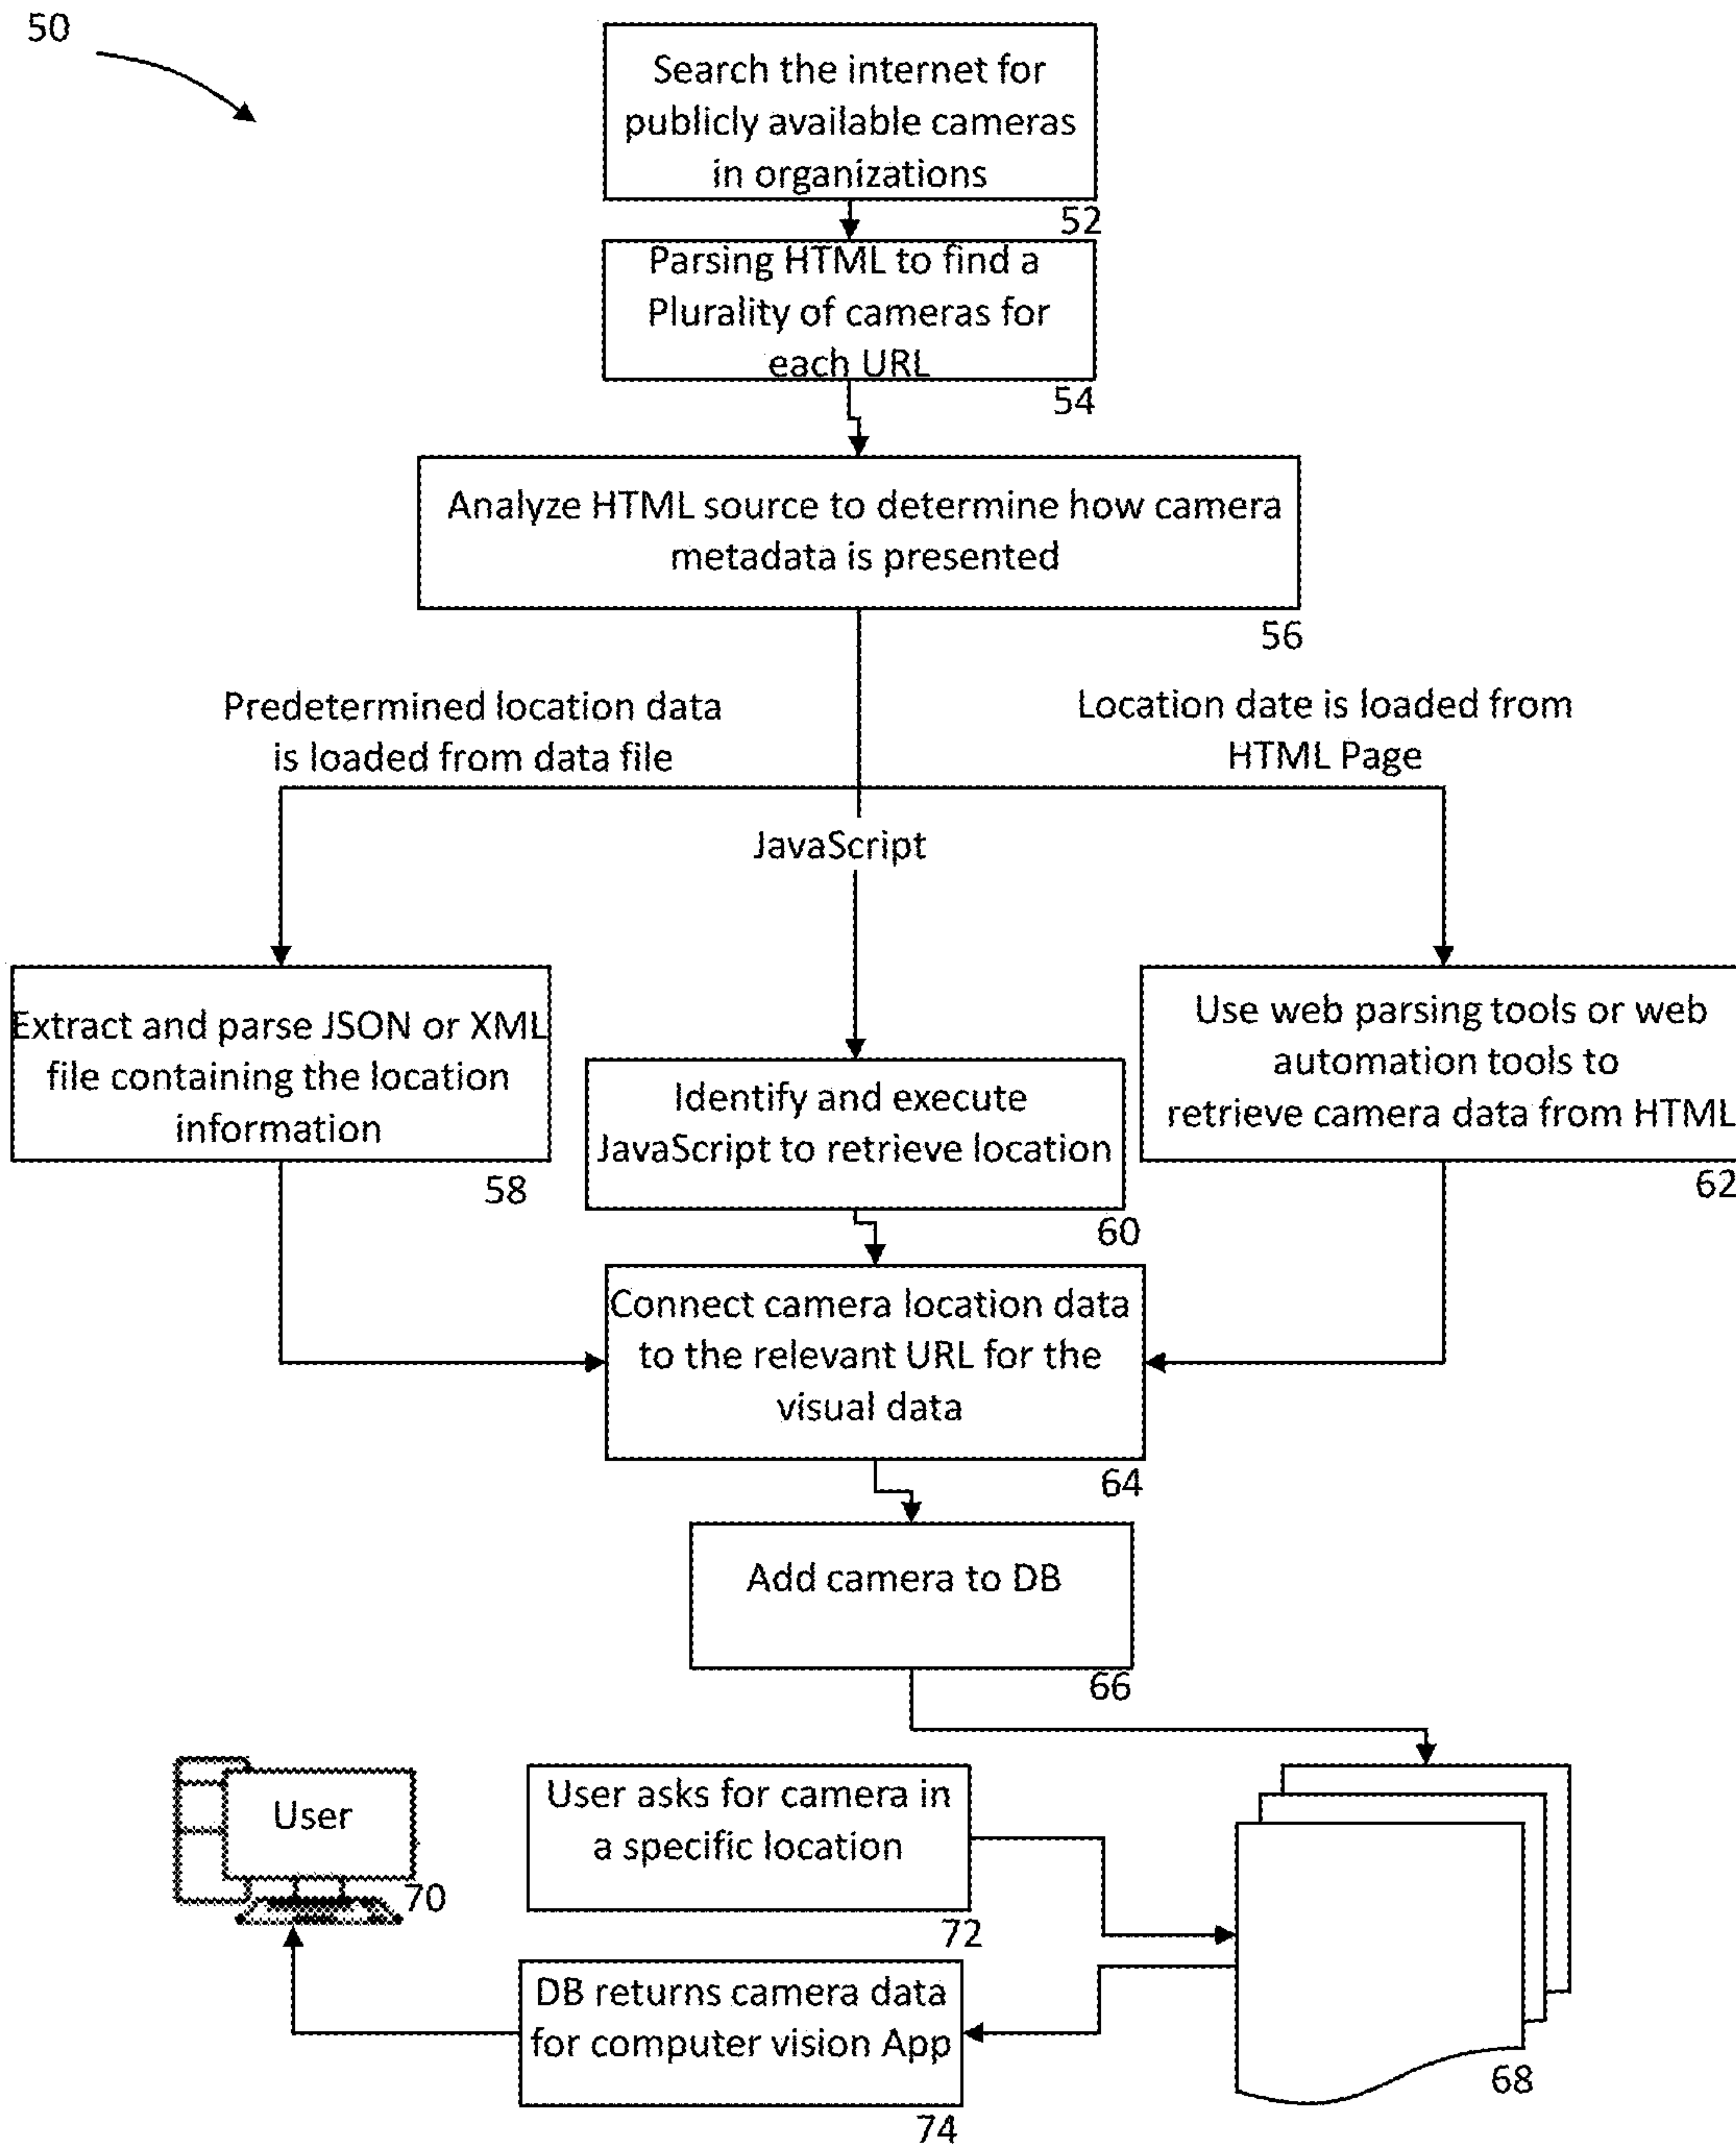 50
Search the internet for
publicly available cameras
in organizations
52
Parsing HTML to find a
Plurality of cameras for
each URL
54
Analyze HTML source to determine how camera
metadata is presented
56
Predetermined location data
is loaded from data file
Location date is loaded from
HTML Page
JavaScript
Extract and parse JSON or XML
file containing the location
information
58
Identify and execute
JavaScript to retrieve location
60
Use web parsing tools or web
automation tools to
retrieve camera data from HTML
62
Connect camera location data
to the relevant URL for the
visual data
64
Add camera to DB
66
User
70
User asks for camera in
a specific location
72
68
DB returns camera data
for computer vision App
74